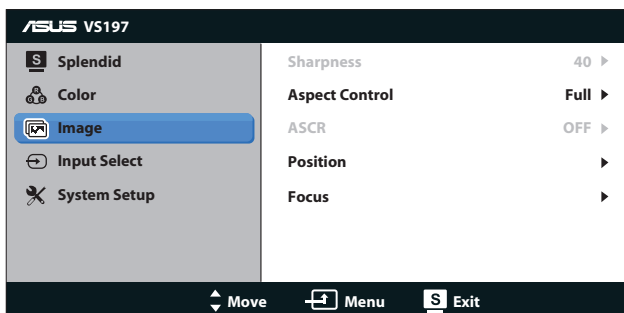 ASUS VS197
S Splendid
Color
Image
Input Select
System Setup
Sharpness 40
Aspect Control Full
ASCR OFF
Position
Focus
Move Menu S Exit